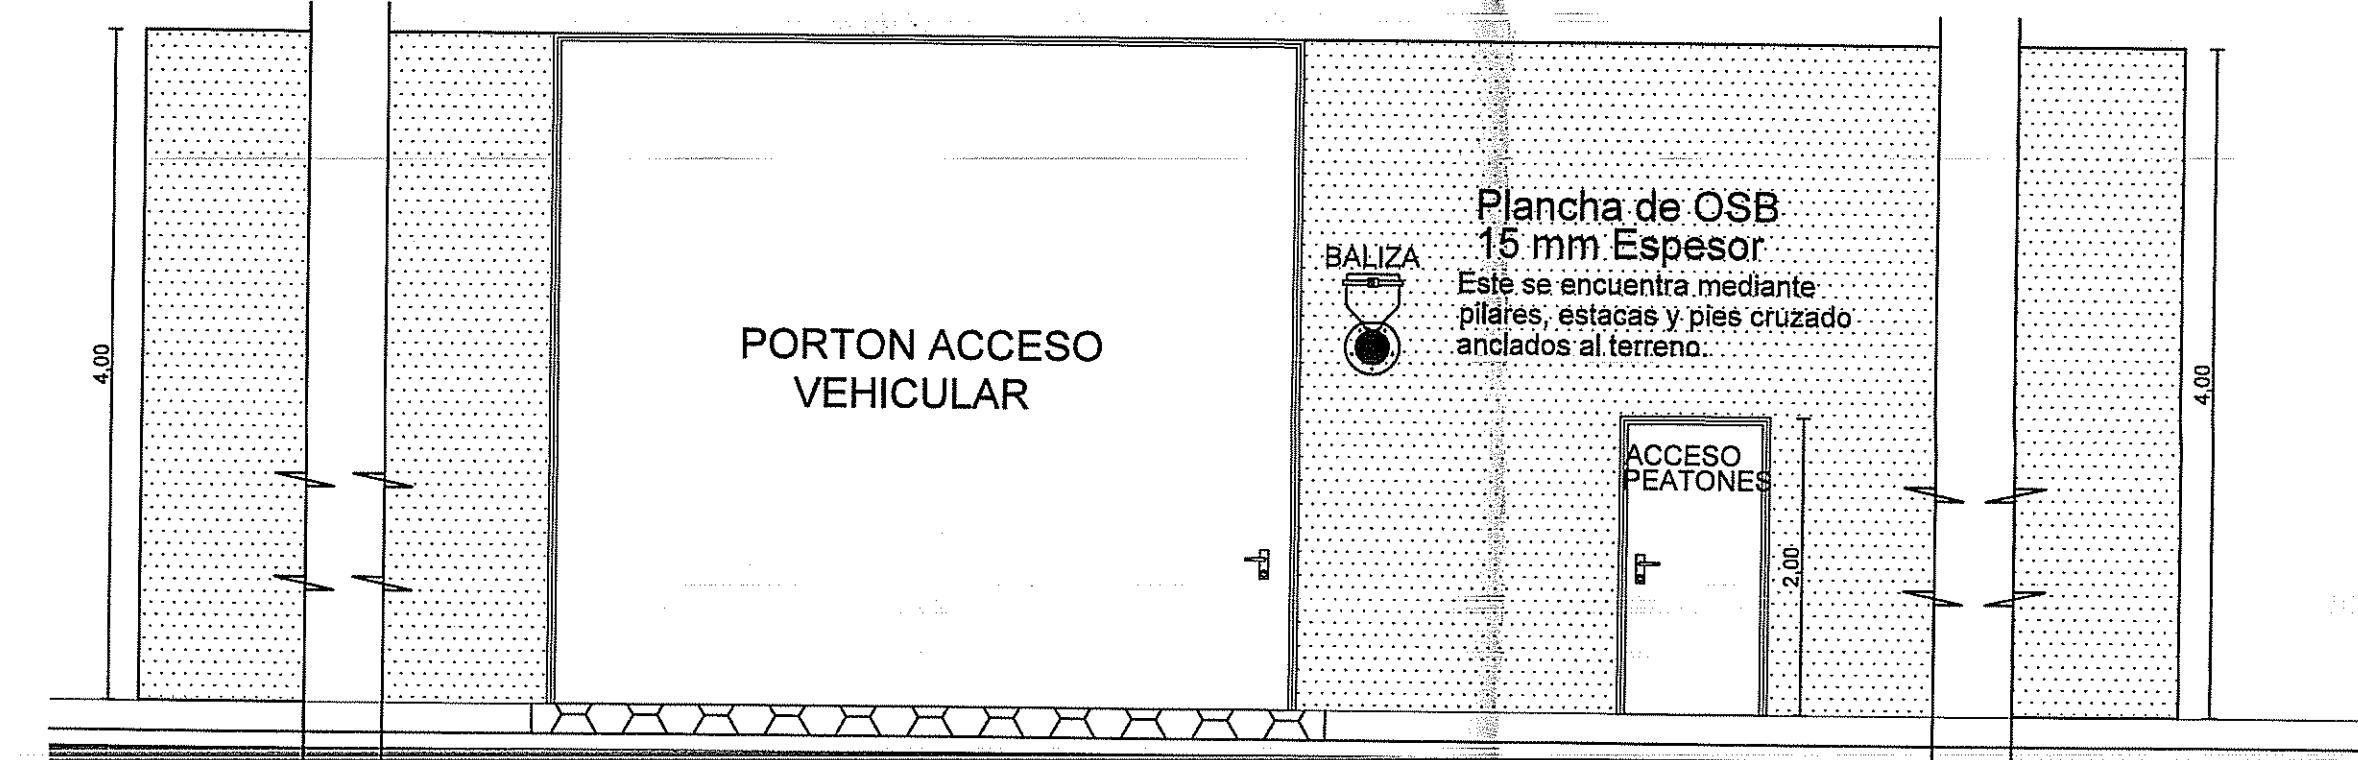 4,00
PORTON ACCESO
VEHICULAR
BALIZA
Plancha de OSB
15 mm Espesor
Este se encuentra mediante
pilares, estacas y pies cruzado
anclados al terreno.
ACCESO
PEATONES
2,00
4,00